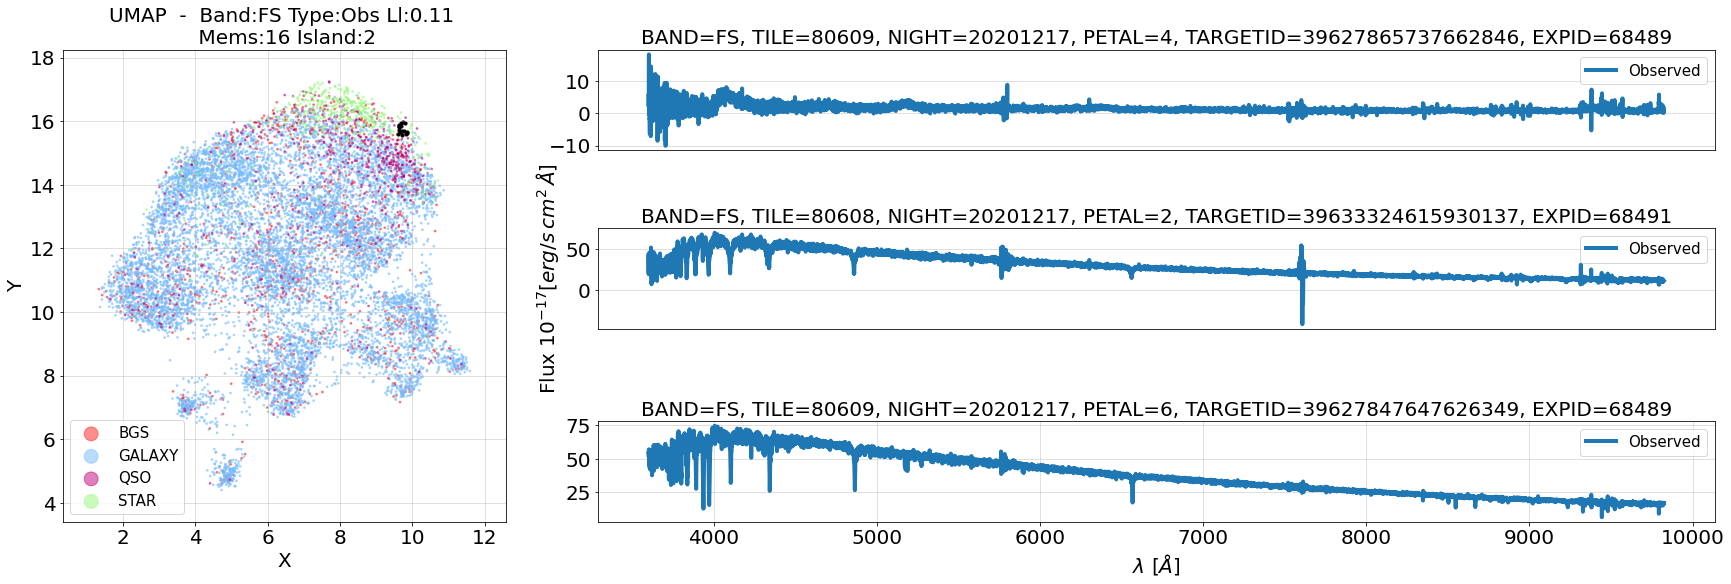 UMAP - Band:FS Type:Obs Ll:0.11
Mems:16 Island:2
18
16
14
12
10
8
6
4
Y
BGS
GALAXY
QSO
STAR
2 4 6 8 10 12
X
BAND=FS, TILE=80609, NIGHT=20201217, PETAL=4, TARGETID=39627865737662846, EXPID=68489
Observed
10
0
−10
BAND=FS, TILE=80608, NIGHT=20201217, PETAL=2, TARGETID=39633324615930137, EXPID=68491
Observed
50
0
Flux 10⁻¹⁷[erg/s cm² Å]
BAND=FS, TILE=80609, NIGHT=20201217, PETAL=6, TARGETID=39627847647626349, EXPID=68489
Observed
75
50
25
4000 5000 6000 7000 8000 9000 10000
λ [Å]